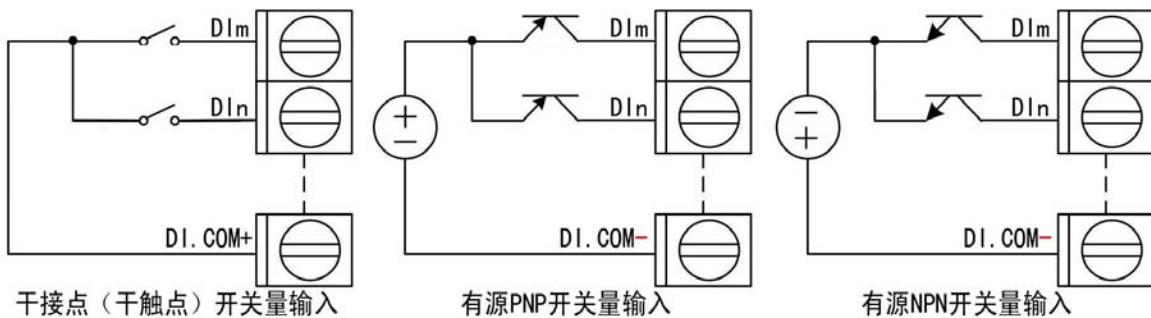 DIm
DIn
DI.COM+
干接点（干触点）开关量输入
+
−
DIm
DIn
DI.COM-
有源PNP开关量输入
−
+
DIm
DIn
DI.COM-
有源NPN开关量输入